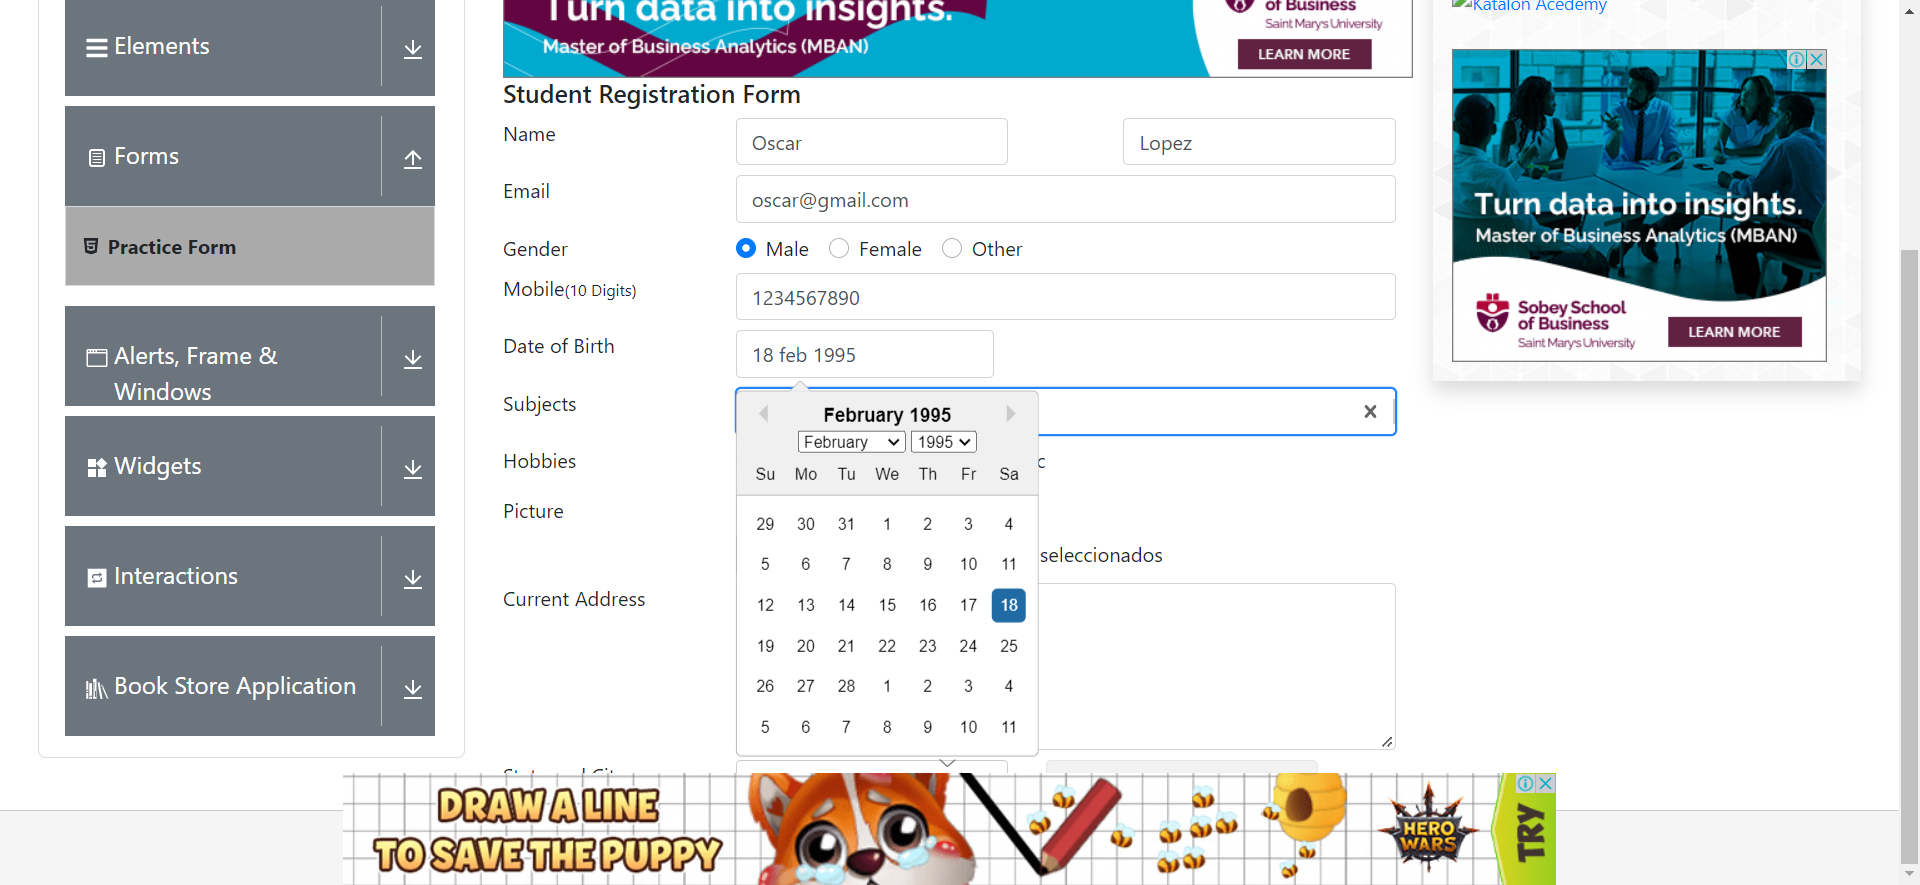 Elements
Forms
Practice Form
Alerts, Frame &
Windows
Widgets
Interactions
Book Store Application
Turn data into insights.
Master of Business Analytics (MBAN)
of Business
Saint Mary's University
LEARN MORE
Student Registration Form
Name
Oscar
Lopez
Email
oscar@gmail.com
Gender
Male
Female
Other
Mobile(10 Digits)
1234567890
Date of Birth
18 feb 1995
Subjects
February 1995
February
1995
Su Mo Tu We Th Fr Sa
29 30 31 1 2 3 4
5 6 7 8 9 10 11
12 13 14 15 16 17 18
19 20 21 22 23 24 25
26 27 28 1 2 3 4
5 6 7 8 9 10 11
Hobbies
c
Picture
seleccionados
Current Address
Katalon Acedemy
Turn data into insights.
Master of Business Analytics (MBAN)
Sobey School
of Business
Saint Mary's University
LEARN MORE
DRAW A LINE
TO SAVE THE PUPPY
HERO
WARS
TRY